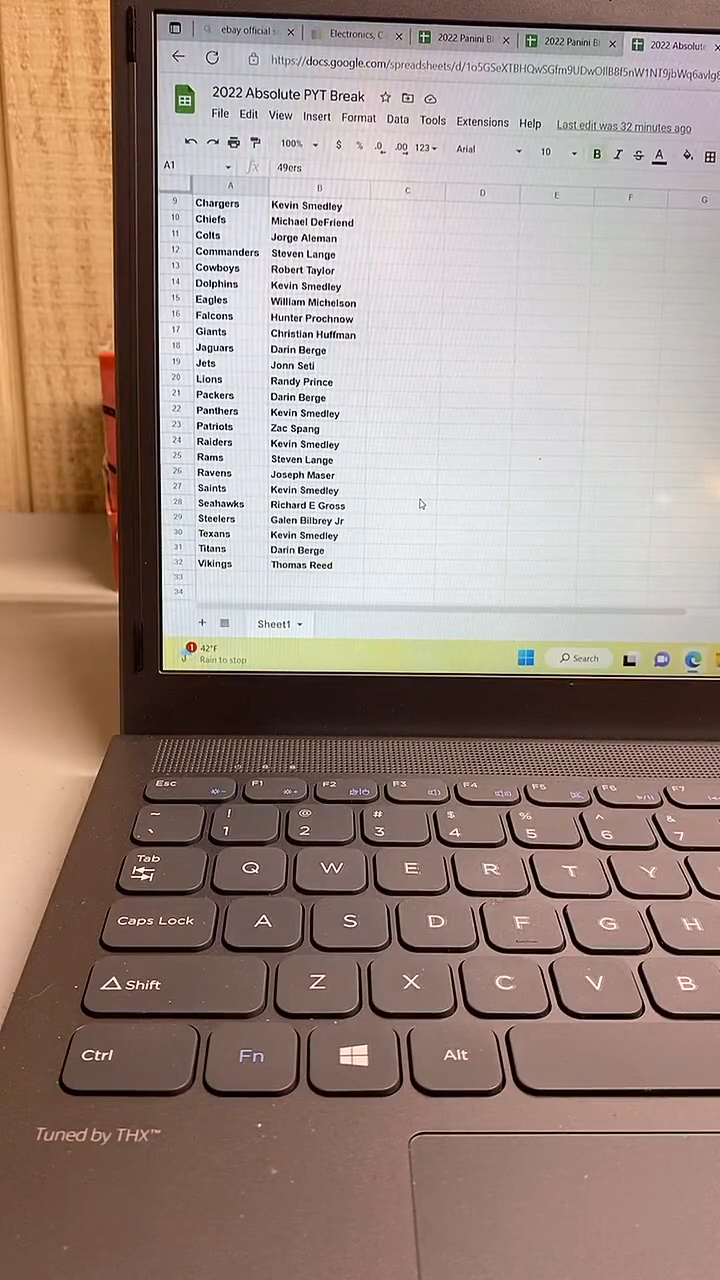 ebay official s
Electronics, C
2022 Panini Bl
2022 Panini Bl
2022 Absolute
2022 Absolute PYT Break
File Edit View Insert Format Data Tools Extensions Help Last edit was 32 minutes ago
100% $ % .0 .00 123 Arial 10 B I S A
A1 fx 49ers
A B C D E F G
9 Chargers Kevin Smedley
10 Chiefs Michael DeFriend
11 Colts Jorge Aleman
12 Commanders Steven Lange
13 Cowboys Robert Taylor
14 Dolphins Kevin Smedley
15 Eagles William Michelson
16 Falcons Hunter Prochnow
17 Giants Christian Huffman
18 Jaguars Darin Berge
19 Jets Jonn Seti
20 Lions Randy Prince
21 Packers Darin Berge
22 Panthers Kevin Smedley
23 Patriots Zac Spang
24 Raiders Kevin Smedley
25 Rams Steven Lange
26 Ravens Joseph Maser
27 Saints Kevin Smedley
28 Seahawks Richard E Gross
29 Steelers Galen Bilbrey Jr
30 Texans Kevin Smedley
31 Titans Darin Berge
32 Vikings Thomas Reed
33
34
+ Sheet1
1 42°F
Rain to stop
Search
Esc F1 F2 F3 F4 F5 F6 F7
~ ` ! 1 @ 2 # 3 $ 4 % 5 ^ 6 & 7
Tab Q W E R T Y
Caps Lock A S D F G H
Shift Z X C V B
Ctrl Fn Alt
Tuned by THX™